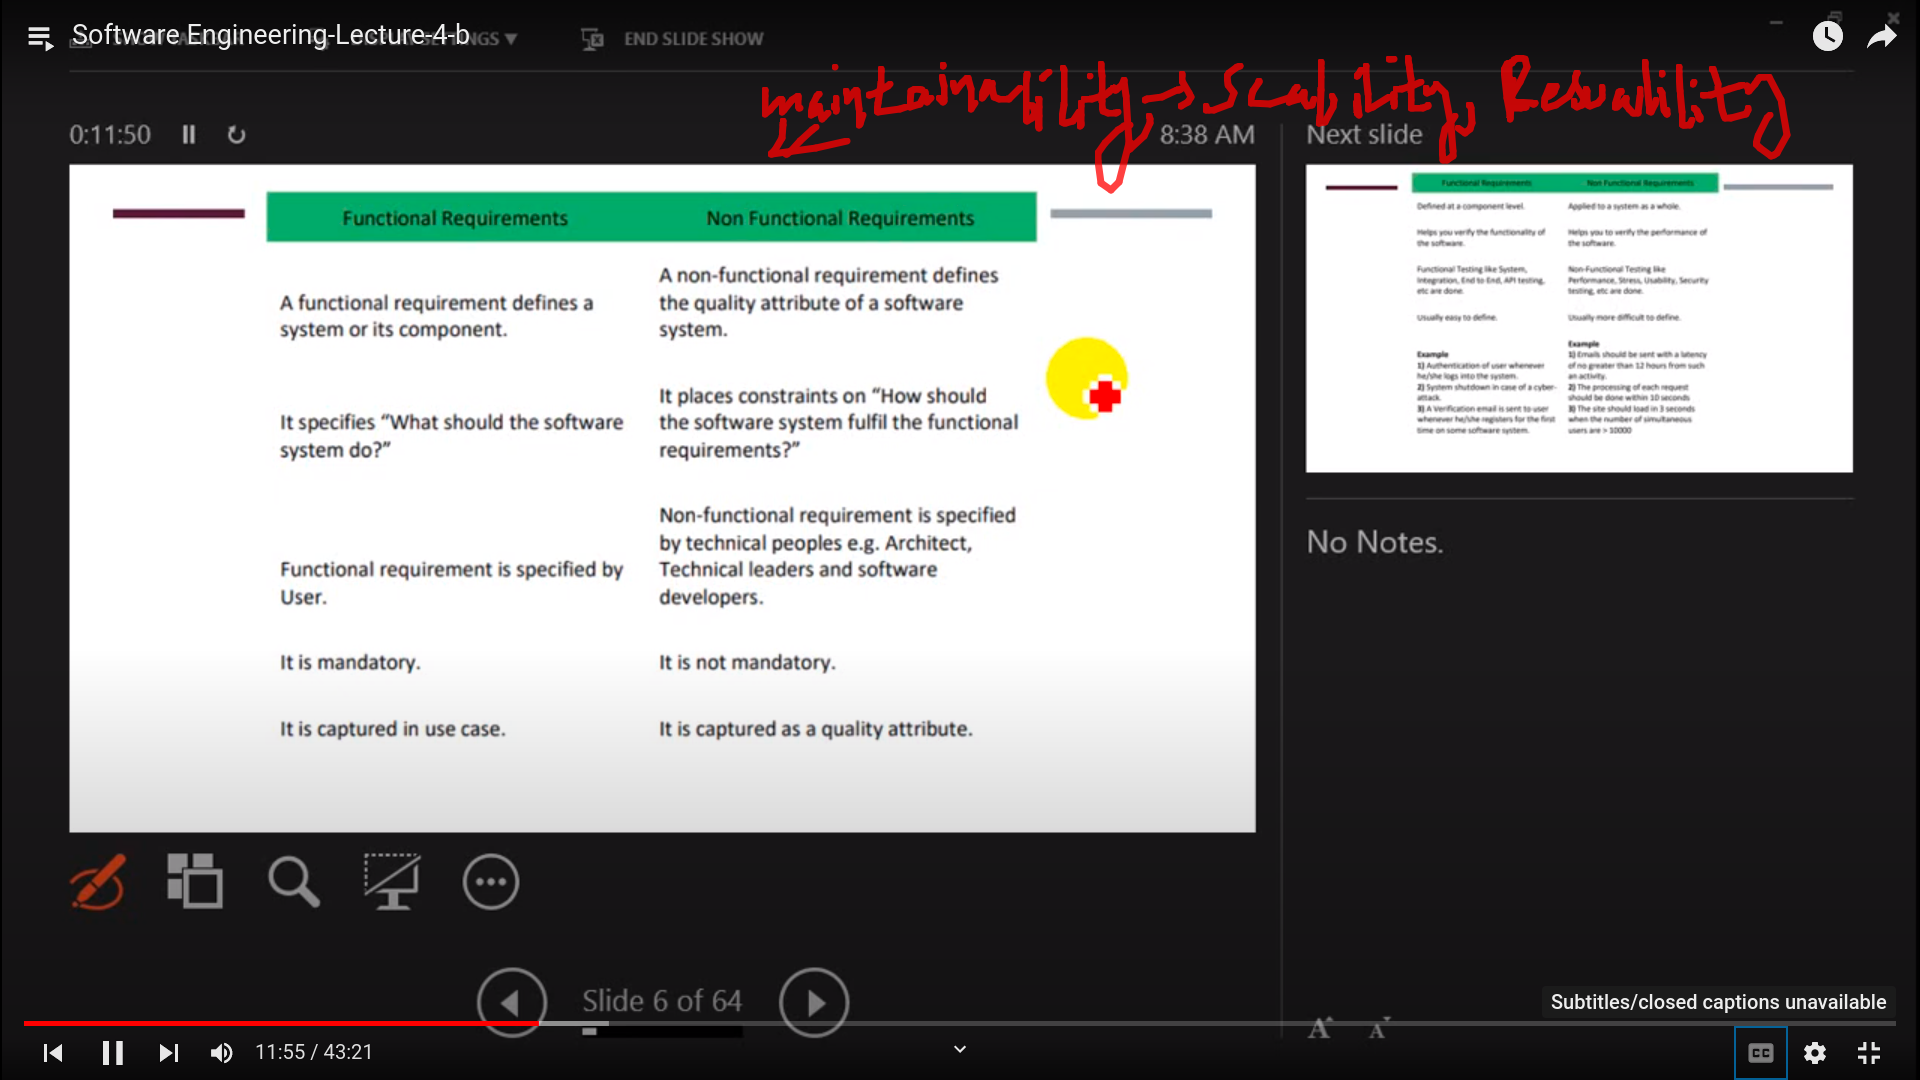 Software Engineering-Lecture-4-b
END SLIDE SHOW
maintainability → Scability, Resuability
0:11:50
8:38 AM
Next slide
Functional Requirements Non Functional Requirements
A functional requirement defines a system or its component.
A non-functional requirement defines
the quality attribute of a software
system.
It specifies “What should the software
system do?”
It places constraints on “How should
the software system fulfil the functional
requirements?”
Functional requirement is specified by
User.
Non-functional requirement is specified
by technical peoples e.g. Architect,
Technical leaders and software
developers.
It is mandatory.
It is not mandatory.
It is captured in use case.
It is captured as a quality attribute.
Functional Requirements Non Functional Requirements
Defined at a component level.
Applied to a system as a whole.
Helps you verify the functionality of
the software.
Helps you to verify the performance of
the software.
Functional Testing like System,
Integration, End to End, API testing,
etc are done.
Non-Functional Testing like
Performance, Stress, Usability, Security
testing, etc are done.
Usually easy to define.
Usually more difficult to define.
Example
1) Authentication of user whenever
he/she logs into the system.
2) System shutdown in case of a cyber-
attack.
3) A Verification email is sent to user
whenever he/she registers for the first
time on some software system.
Example
1) Emails should be sent with a latency
of no greater than 12 hours from such
an activity.
2) The processing of each request
should be done within 10 seconds
3) The site should load in 3 seconds
when the number of simultaneous
users are > 10000
No Notes.
Slide 6 of 64
Subtitles/closed captions unavailable
A A
11:55 / 43:21
CC